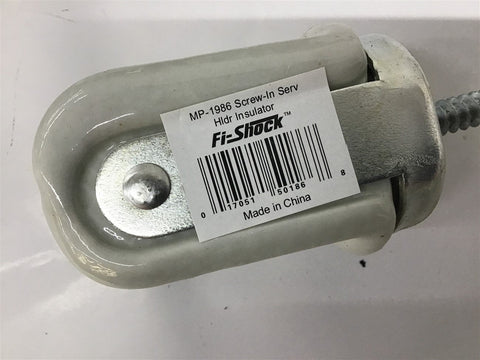 MP-1986 Screw-In Serv
Hldr Insulator
Fi-Shock™
0 17051 50186 8
Made in China